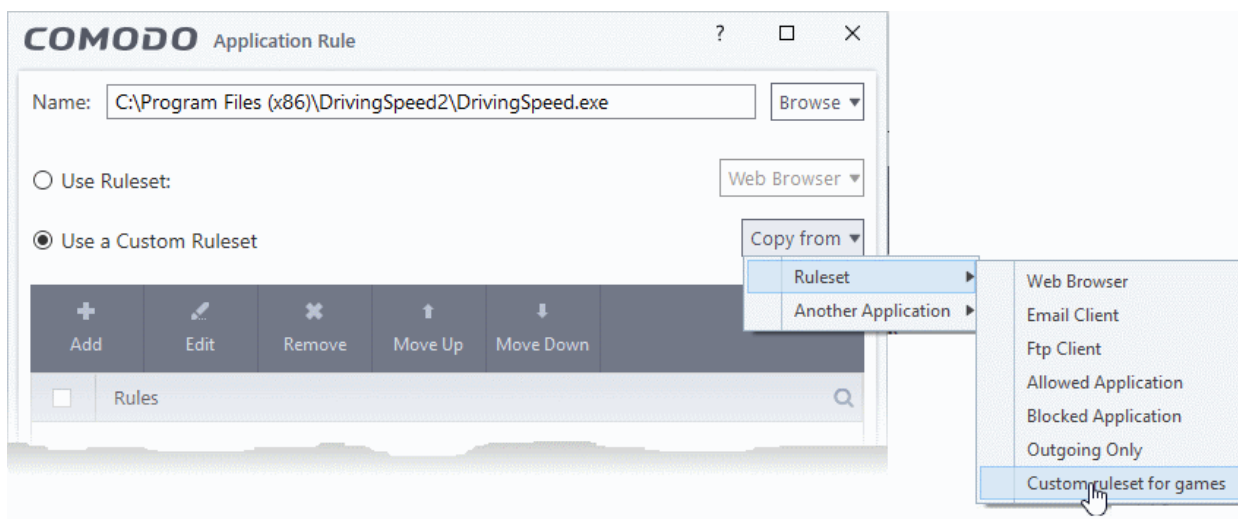 COMODO Application Rule ?
Name: C:\Program Files (x86)\DrivingSpeed2\DrivingSpeed.exe Browse
Use Ruleset: Web Browser
Use a Custom Ruleset Copy from
Ruleset
Another Application
Add Edit Remove Move Up Move Down
Rules
Web Browser
Email Client
Ftp Client
Allowed Application
Blocked Application
Outgoing Only
Custom ruleset for games